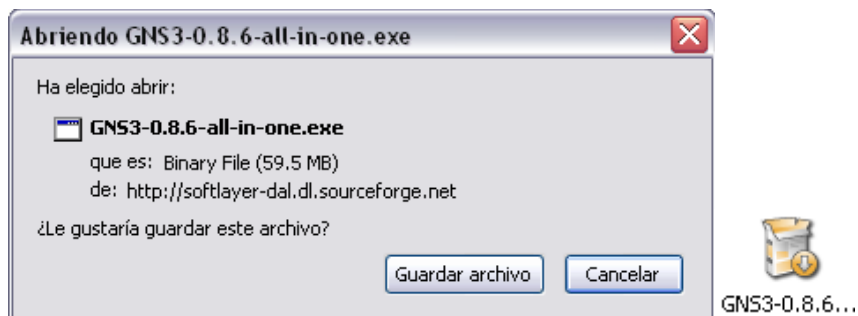 Abriendo GNS3-0.8.6-all-in-one.exe
Ha elegido abrir:
GNS3-0.8.6-all-in-one.exe
que es: Binary File (59.5 MB)
de: http://softlayer-dal.dl.sourceforge.net
¿Le gustaría guardar este archivo?
Guardar archivo Cancelar
GNS3-0.8.6...